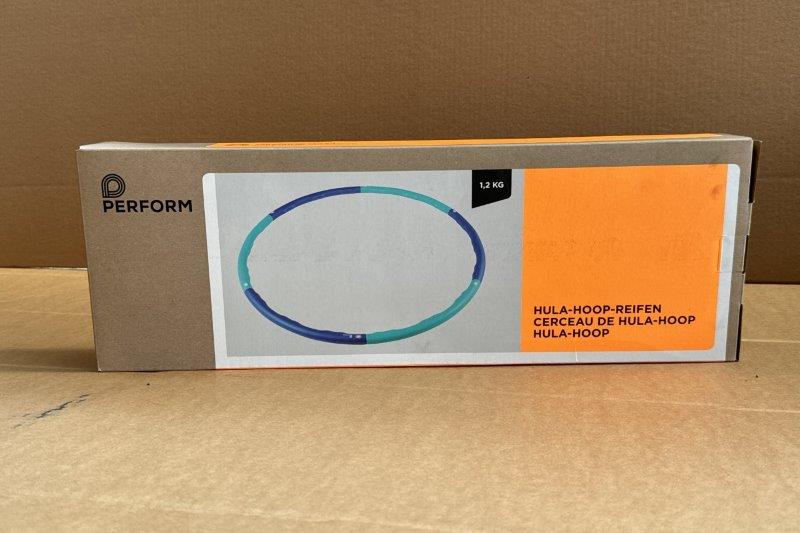 PERFORM
1,2 KG
HULA-HOOP-REIFEN
CERCEAU DE HULA-HOOP
HULA-HOOP